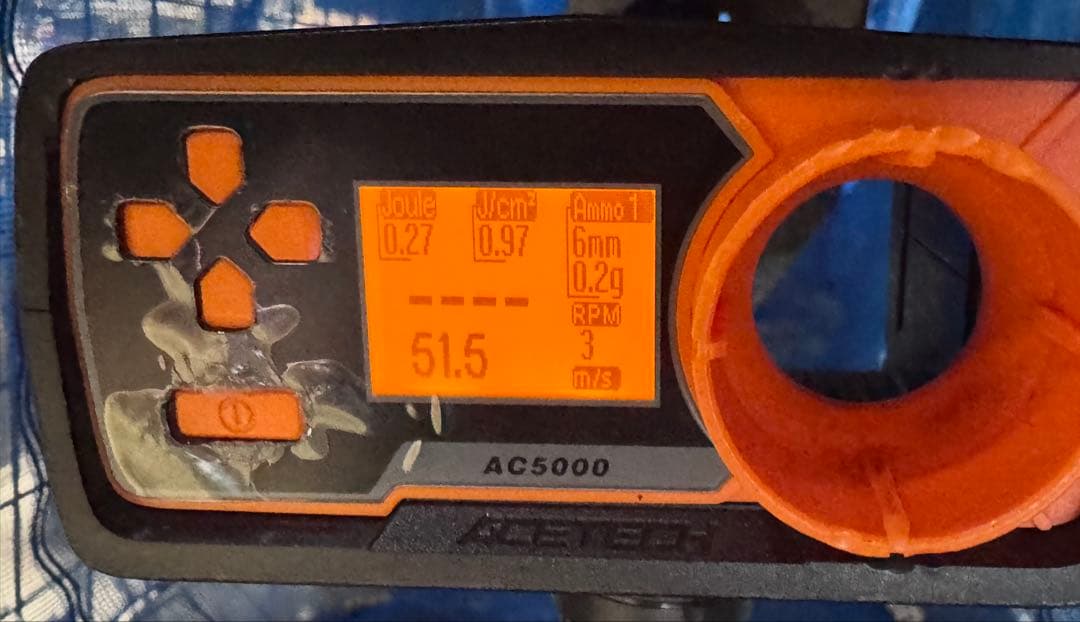 Joule J/cm² Ammo 1
0.27 0.97 6mm
0.2g
----
RPM
51.5 3
m/s
AC5000
ACETECH